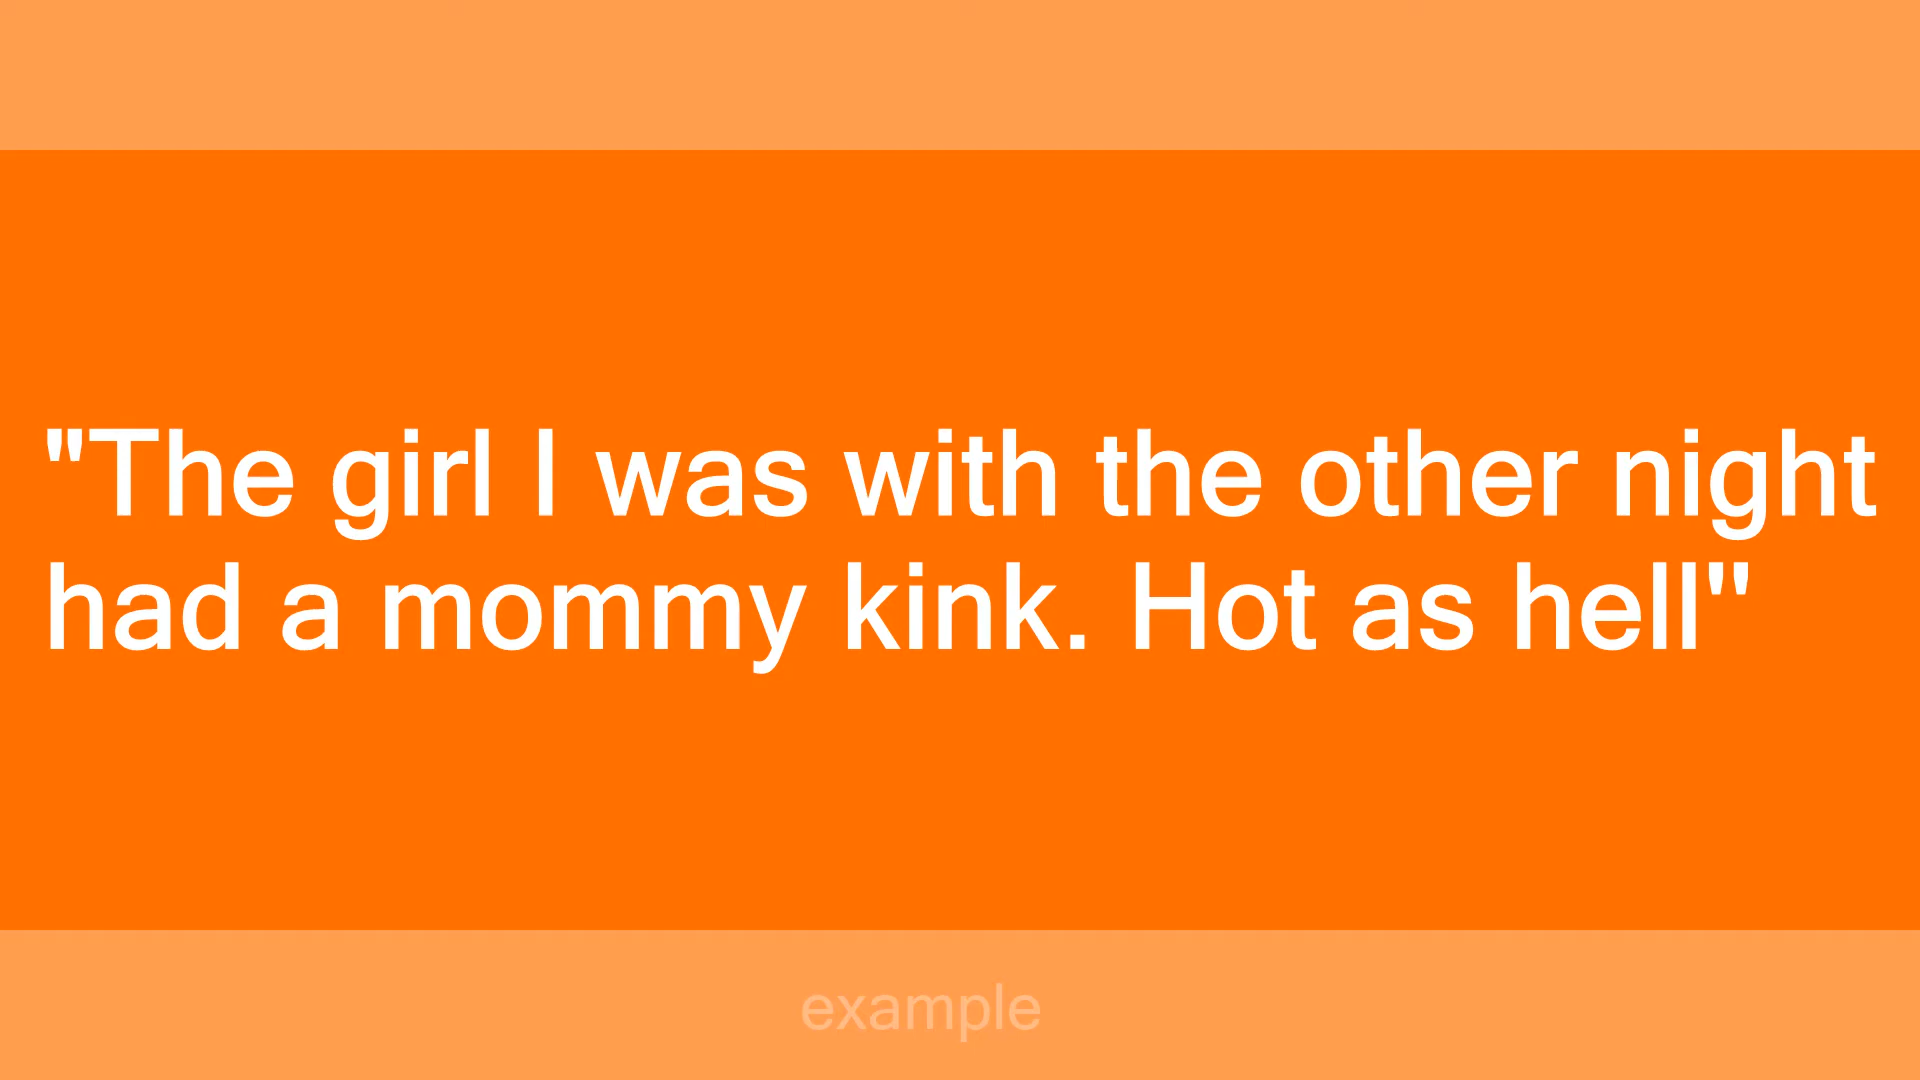 "The girl I was with the other night
had a mommy kink. Hot as hell"
example